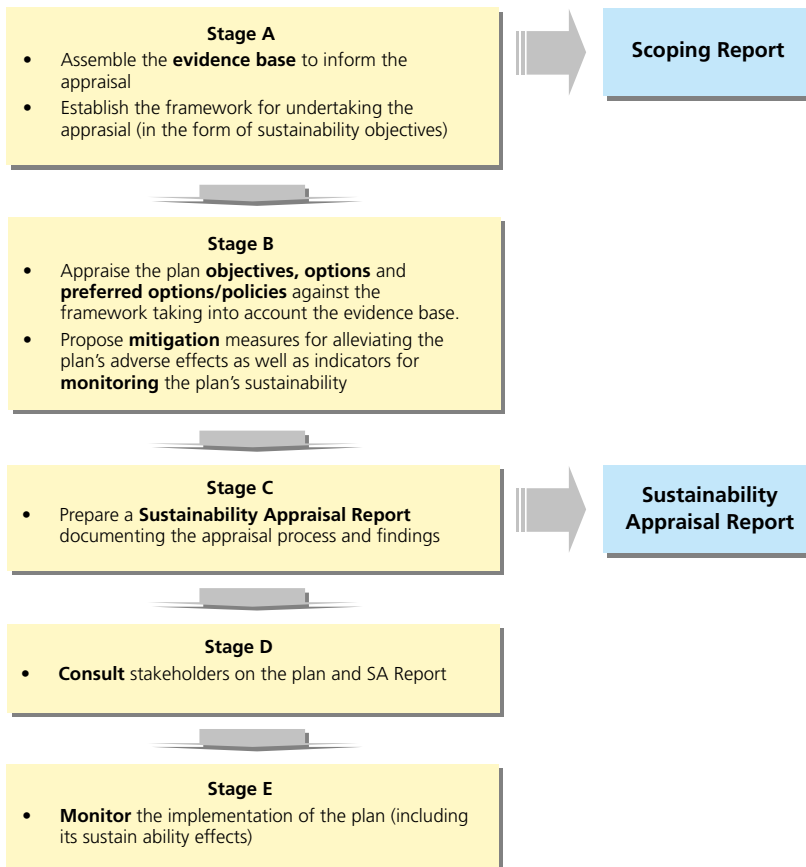 Stage A
• Assemble the evidence base to inform the
appraisal
• Establish the framework for undertaking the
apprasial (in the form of sustainability objectives)
Scoping Report
Stage B
• Appraise the plan objectives, options and
preferred options/policies against the
framework taking into account the evidence base.
• Propose mitigation measures for alleviating the
plan's adverse effects as well as indicators for
monitoring the plan's sustainability
Stage C
• Prepare a Sustainability Appraisal Report
documenting the appraisal process and findings
Sustainability
Appraisal Report
Stage D
• Consult stakeholders on the plan and SA Report
Stage E
• Monitor the implementation of the plan (including
its sustain ability effects)